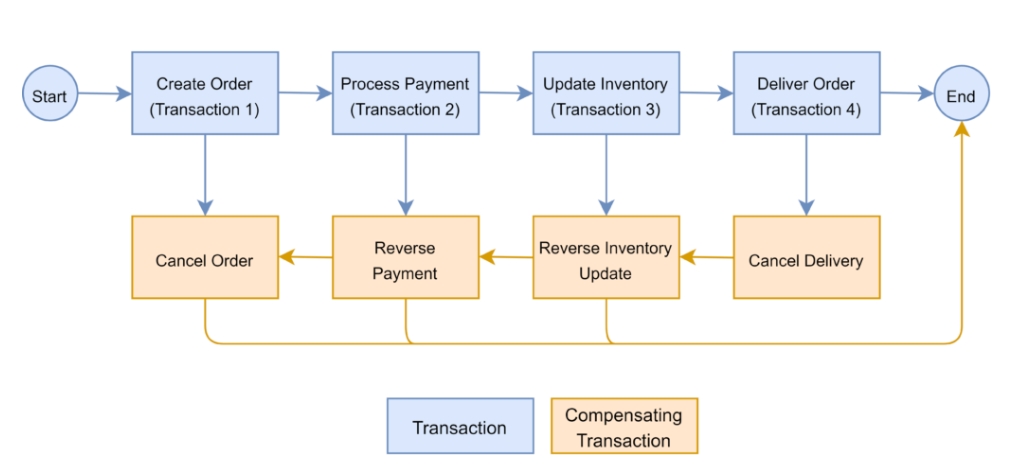 Start
Create Order
(Transaction 1)
Process Payment
(Transaction 2)
Update Inventory
(Transaction 3)
Deliver Order
(Transaction 4)
End
Cancel Order
Reverse
Payment
Reverse Inventory
Update
Cancel Delivery
Transaction
Compensating
Transaction